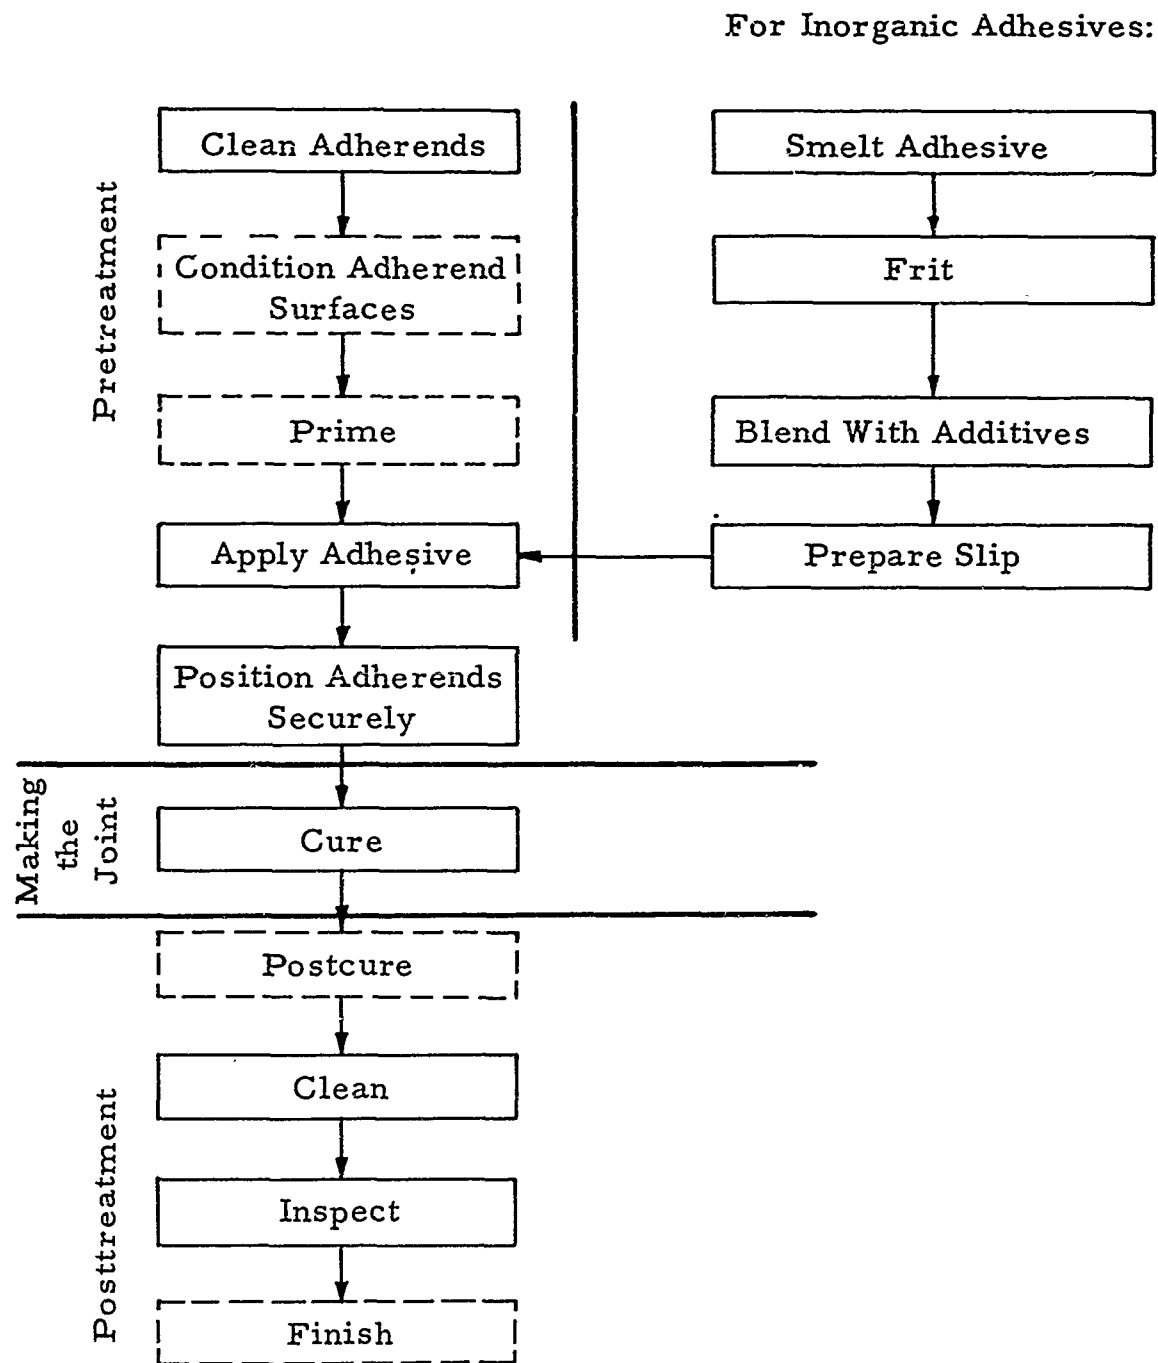 For Inorganic Adhesives:
Pretreatment
Clean Adherends
Condition Adherend
Surfaces
Prime
Apply Adhesive
Position Adherends
Securely
Smelt Adhesive
Frit
Blend With Additives
Prepare Slip
Making
the
Joint
Cure
Posttreatment
Postcure
Clean
Inspect
Finish